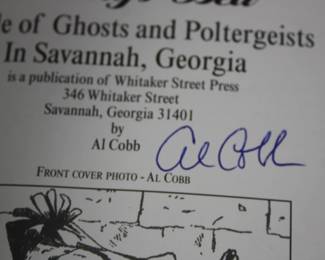 le of Ghosts and Poltergeists
In Savannah, Georgia
is a publication of Whitaker Street Press
346 Whitaker Street
Savannah, Georgia 31401
by
Al Cobb
Al Cobb
FRONT COVER PHOTO - AL COBB